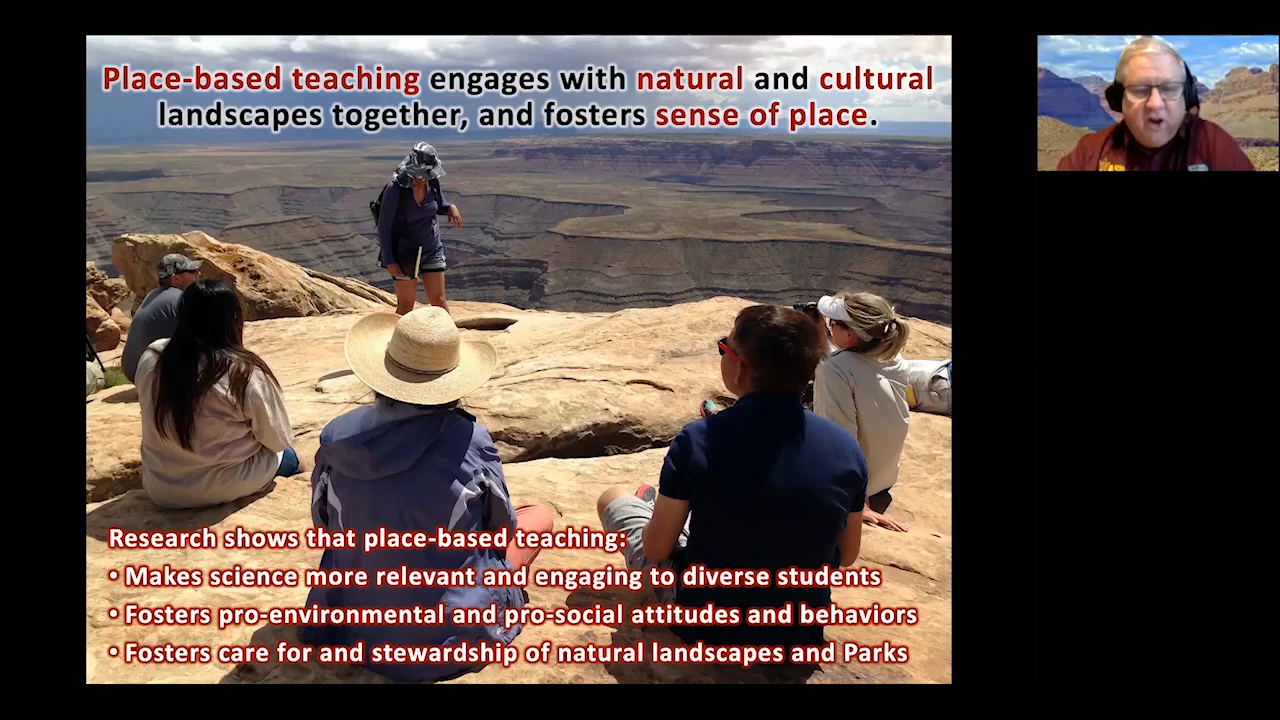 Place-based teaching engages with natural and cultural
landscapes together, and fosters sense of place.
Research shows that place-based teaching:
• Makes science more relevant and engaging to diverse students
• Fosters pro-environmental and pro-social attitudes and behaviors
• Fosters care for and stewardship of natural landscapes and Parks